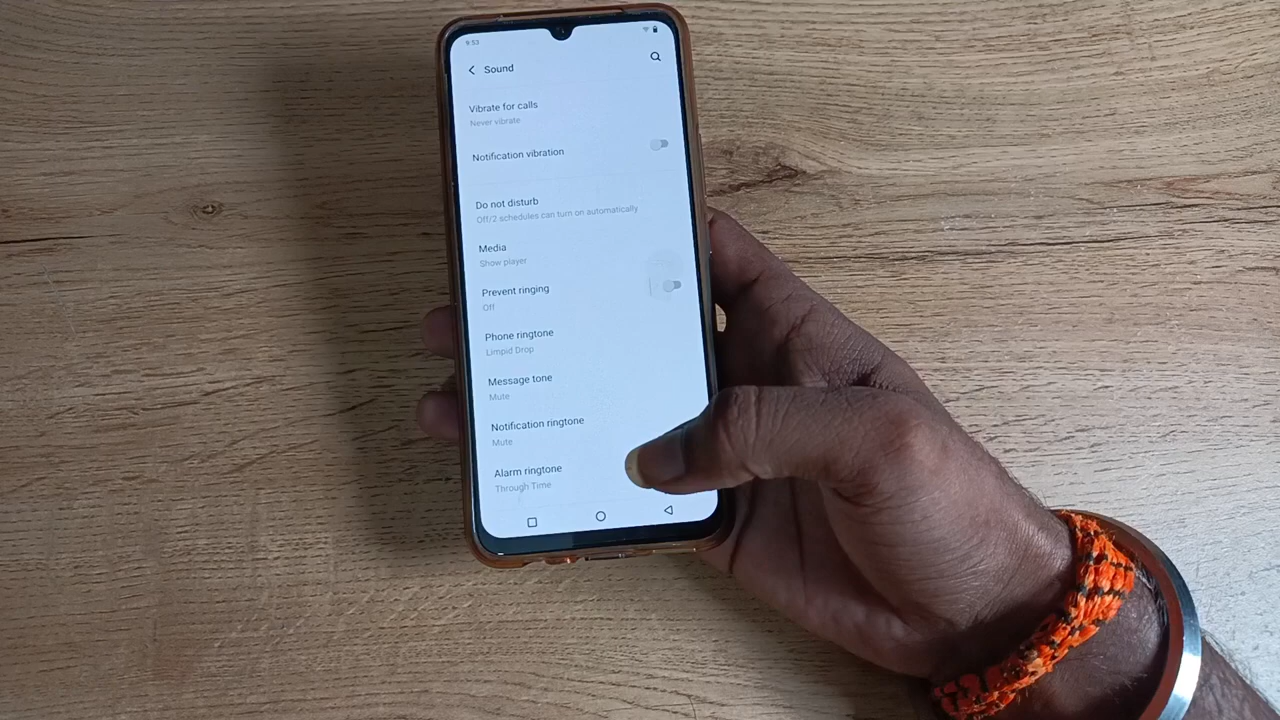 9:53
Sound
Vibrate for calls
Never vibrate
Notification vibration
Do not disturb
Off/2 schedules can turn on automatically
Media
Show player
Prevent ringing
Off
Phone ringtone
Limpid Drop
Message tone
Mute
Notification ringtone
Mute
Alarm ringtone
Through Time